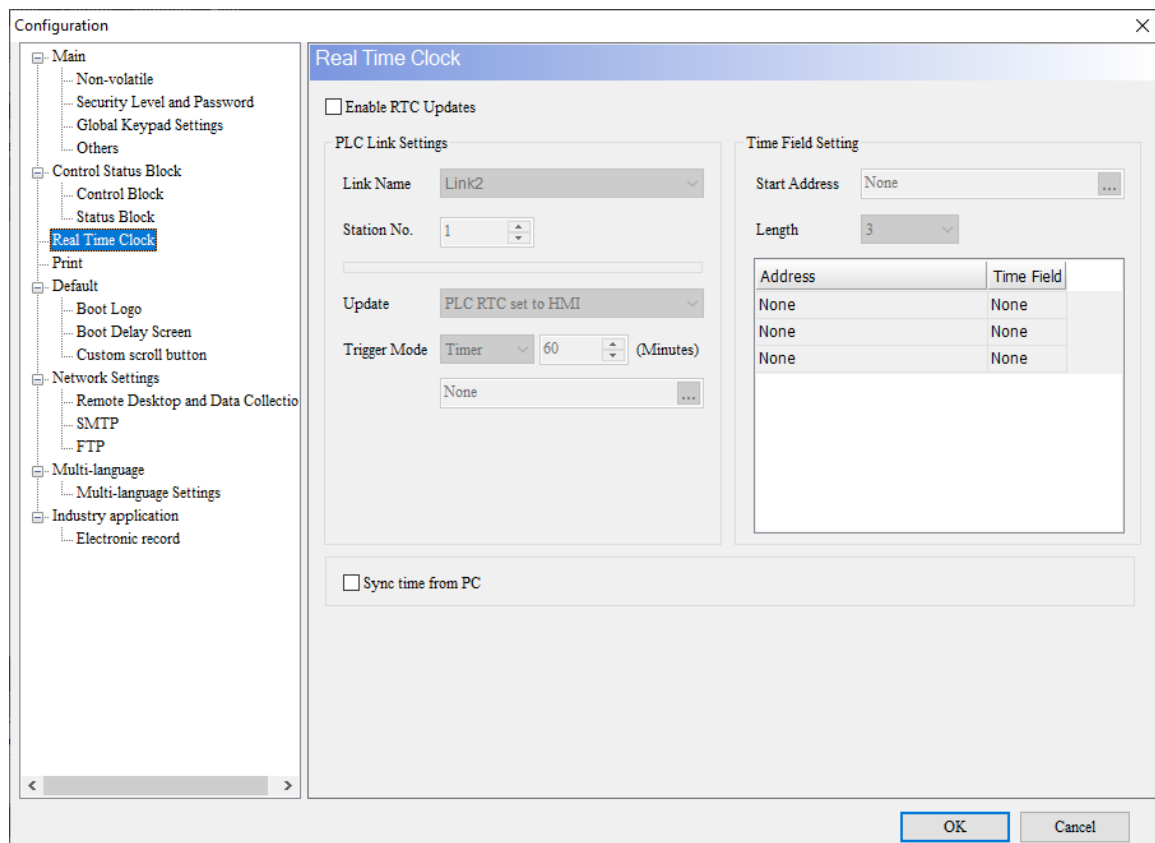 Configuration
Main
Non-volatile
Security Level and Password
Global Keypad Settings
Others
Control Status Block
Control Block
Status Block
Real Time Clock
Print
Default
Boot Logo
Boot Delay Screen
Custom scroll button
Network Settings
Remote Desktop and Data Collectio
SMTP
FTP
Multi-language
Multi-language Settings
Industry application
Electronic record
Real Time Clock
Enable RTC Updates
PLC Link Settings
Link Name Link2
Station No. 1
Update PLC RTC set to HMI
Trigger Mode Timer 60 (Minutes)
None ...
Time Field Setting
Start Address None ...
Length 3
Address Time Field
None None
None None
None None
Sync time from PC
OK Cancel